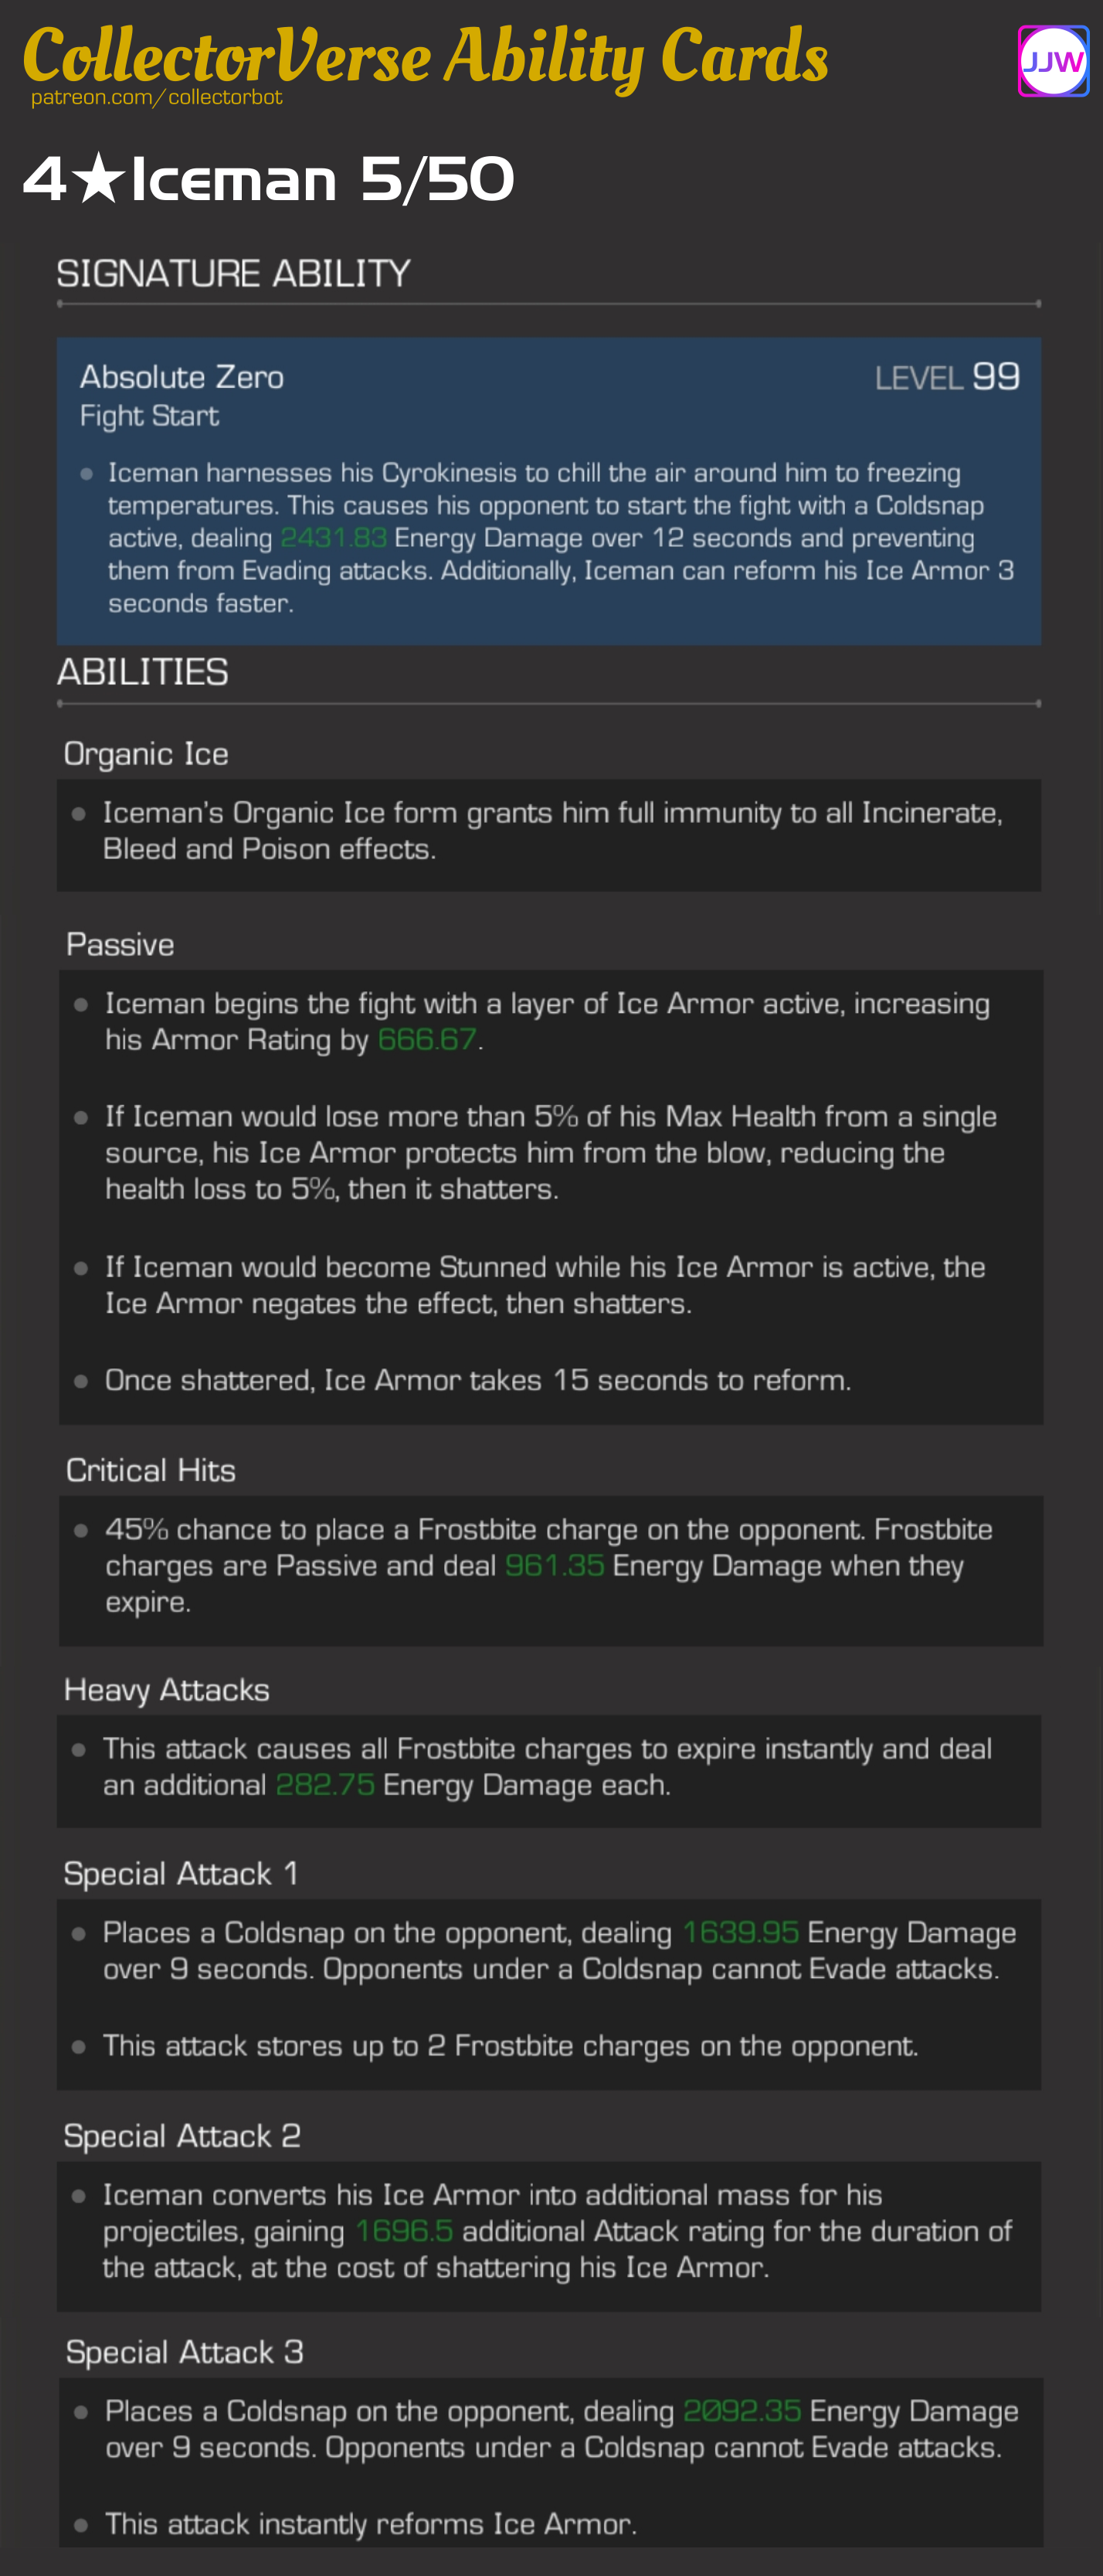 CollectorVerse Ability Cards
JJW
patreon.com/collectorbot
4★Iceman 5/50
SIGNATURE ABILITY
Absolute Zero
LEVEL 99
Fight Start
Iceman harnesses his Cyrokinesis to chill the air around him to freezing
temperatures. This causes his opponent to start the fight with a Coldsnap
active, dealing 2431.83 Energy Damage over 12 seconds and preventing
them from Evading attacks. Additionally, Iceman can reform his Ice Armor 3
seconds faster.
ABILITIES
Organic Ice
Iceman's Organic Ice form grants him full immunity to all Incinerate,
Bleed and Poison effects.
Passive
Iceman begins the fight with a layer of Ice Armor active, increasing
his Armor Rating by 666.67.
If Iceman would lose more than 5% of his Max Health from a single
source, his Ice Armor protects him from the blow, reducing the
health loss to 5%, then it shatters.
If Iceman would become Stunned while his Ice Armor is active, the
Ice Armor negates the effect, then shatters.
Once shattered, Ice Armor takes 15 seconds to reform.
Critical Hits
45% chance to place a Frostbite charge on the opponent. Frostbite
charges are Passive and deal 961.35 Energy Damage when they
expire.
Heavy Attacks
This attack causes all Frostbite charges to expire instantly and deal
an additional 282.75 Energy Damage each.
Special Attack 1
Places a Coldsnap on the opponent, dealing 1639.95 Energy Damage
over 9 seconds. Opponents under a Coldsnap cannot Evade attacks.
This attack stores up to 2 Frostbite charges on the opponent.
Special Attack 2
Iceman converts his Ice Armor into additional mass for his
projectiles, gaining 1696.5 additional Attack rating for the duration of
the attack, at the cost of shattering his Ice Armor.
Special Attack 3
Places a Coldsnap on the opponent, dealing 2092.35 Energy Damage
over 9 seconds. Opponents under a Coldsnap cannot Evade attacks.
This attack instantly reforms Ice Armor.